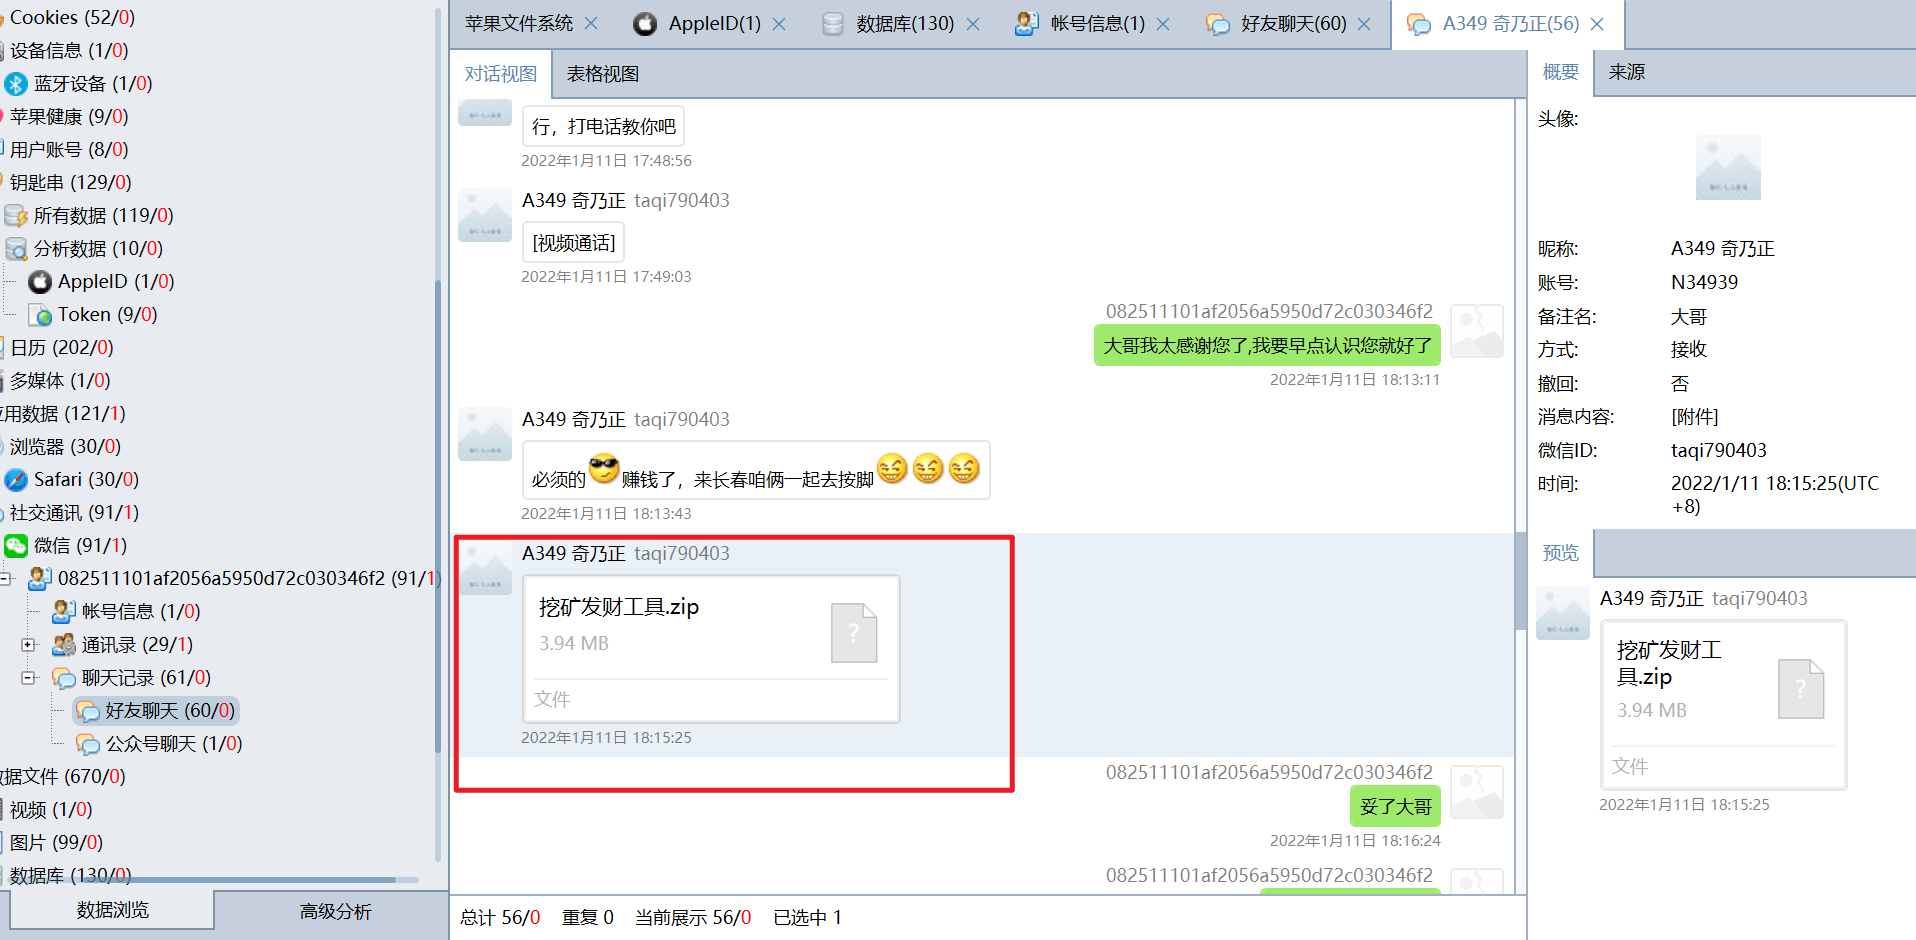 Cookies (52/0)
设备信息 (1/0)
蓝牙设备 (1/0)
苹果健康 (9/0)
用户账号 (8/0)
钥匙串 (129/0)
所有数据 (119/0)
分析数据 (10/0)
AppleID (1/0)
Token (9/0)
日历 (202/0)
多媒体 (1/0)
用数据 (121/1)
浏览器 (30/0)
Safari (30/0)
社交通讯 (91/1)
微信 (91/1)
082511101af2056a5950d72c030346f2 (91/1)
帐号信息 (1/0)
通讯录 (29/1)
聊天记录 (61/0)
好友聊天 (60/0)
公众号聊天 (1/0)
据文件 (670/0)
视频 (1/0)
图片 (99/0)
数据库 (130/0)
数据浏览
高级分析
苹果文件系统
AppleID(1)
数据库(130)
帐号信息(1)
好友聊天(60)
A349 奇乃正(56)
对话视图
表格视图
行，打电话教你吧
2022年1月11日 17:48:56
A349 奇乃正 taqi790403
[视频通话]
2022年1月11日 17:49:03
082511101af2056a5950d72c030346f2
大哥我太感谢您了,我要早点认识您就好了
2022年1月11日 18:13:11
A349 奇乃正 taqi790403
必须的 赚钱了，来长春咱俩一起去按脚
2022年1月11日 18:13:43
A349 奇乃正 taqi790403
挖矿发财工具.zip
3.94 MB
文件
2022年1月11日 18:15:25
082511101af2056a5950d72c030346f2
妥了大哥
2022年1月11日 18:16:24
082511101af2056a5950d72c030346f2
总计 56/0 重复 0 当前展示 56/0 已选中 1
概要
来源
头像:
昵称: A349 奇乃正
账号: N34939
备注名: 大哥
方式: 接收
撤回: 否
消息内容: [附件]
微信ID: taqi790403
时间: 2022/1/11 18:15:25(UTC
+8)
预览
A349 奇乃正 taqi790403
挖矿发财工
具.zip
3.94 MB
文件
2022年1月11日 18:15:25